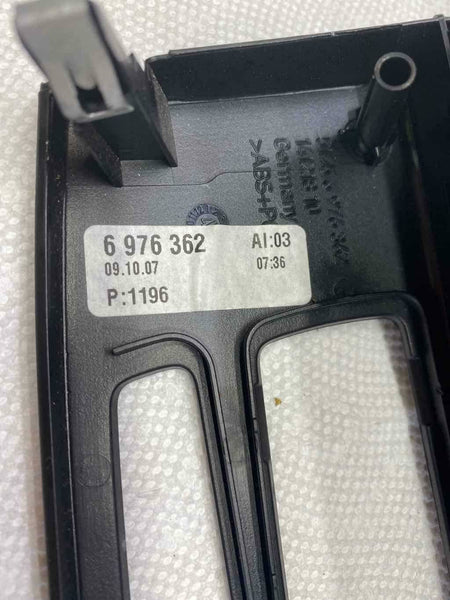 6 976 362 AI:03
09.10.07 07:36
P:1196
Germany
>ABS+P